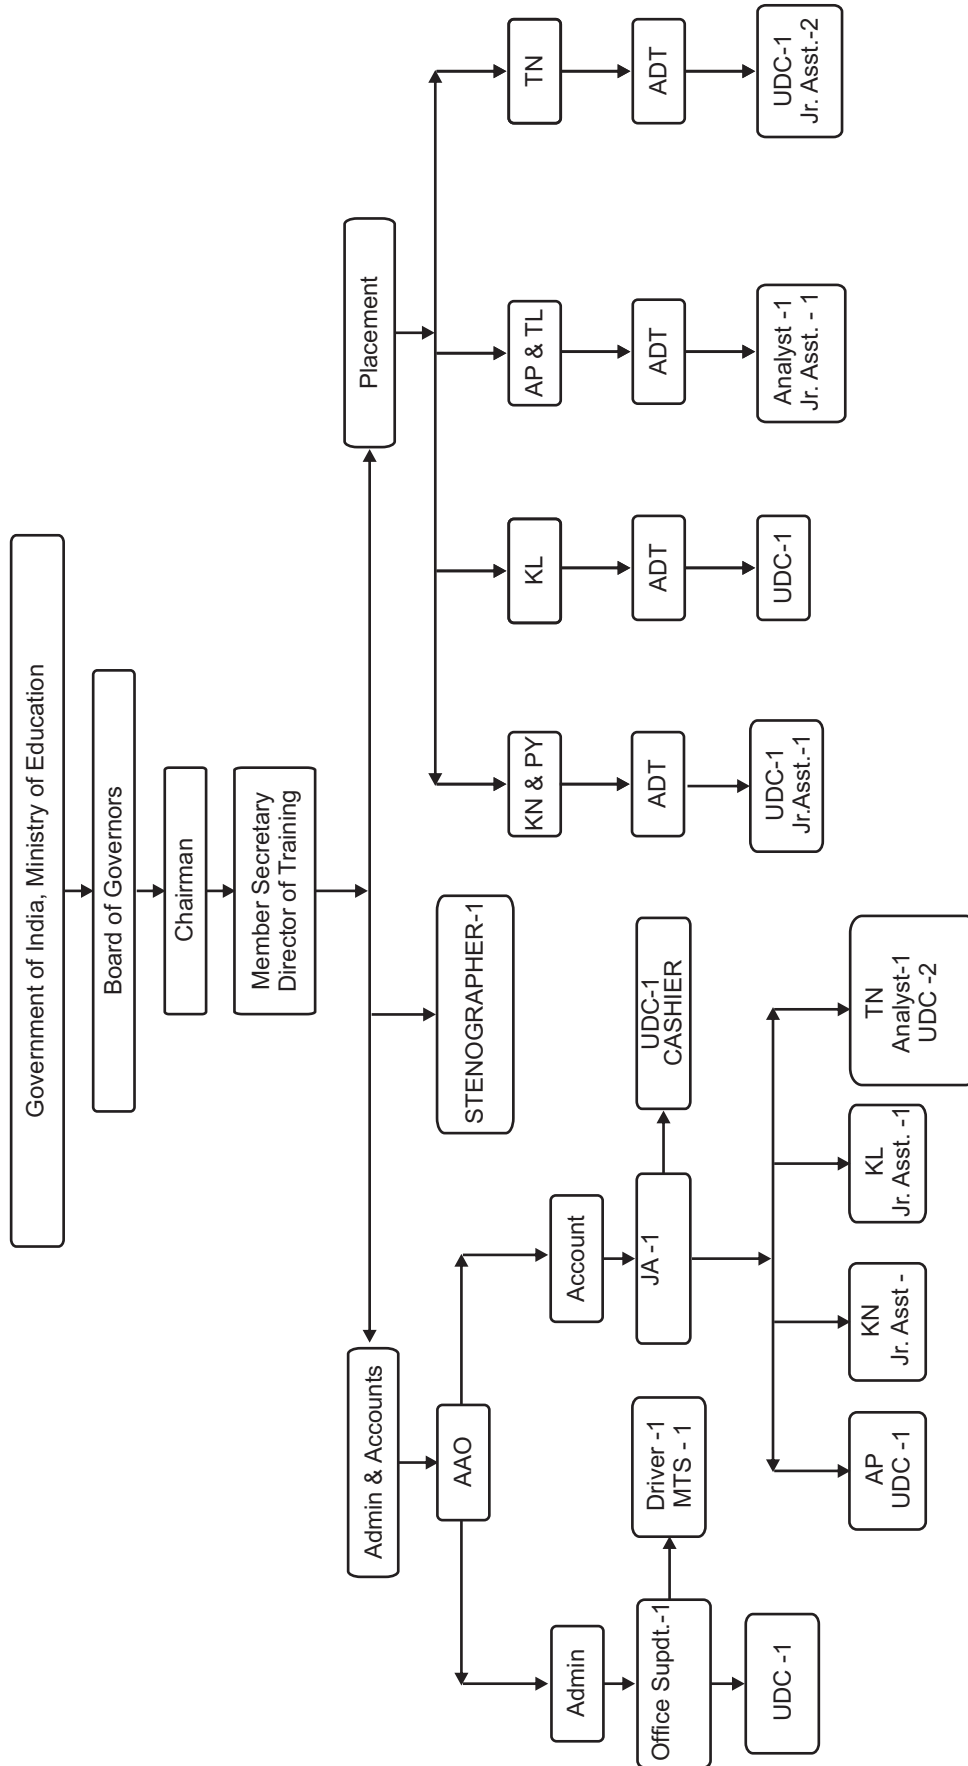 Government of India, Ministry of Education
Board of Governors
Chairman
Member Secretary
Director of Training
Admin & Accounts
Placement
AAO
STENOGRAPHER-1
KN & PY
KL
AP & TL
TN
Admin
Account
ADT
ADT
ADT
ADT
Office Supdt.-1
Driver -1
MTS - 1
JA -1
UDC-1
CASHIER
UDC-1
Jr.Asst.-1
UDC-1
Analyst -1
Jr. Asst. - 1
UDC-1
Jr. Asst.-2
UDC -1
AP
UDC -1
KN
Jr. Asst -
KL
Jr. Asst. -1
TN
Analyst-1
UDC -2